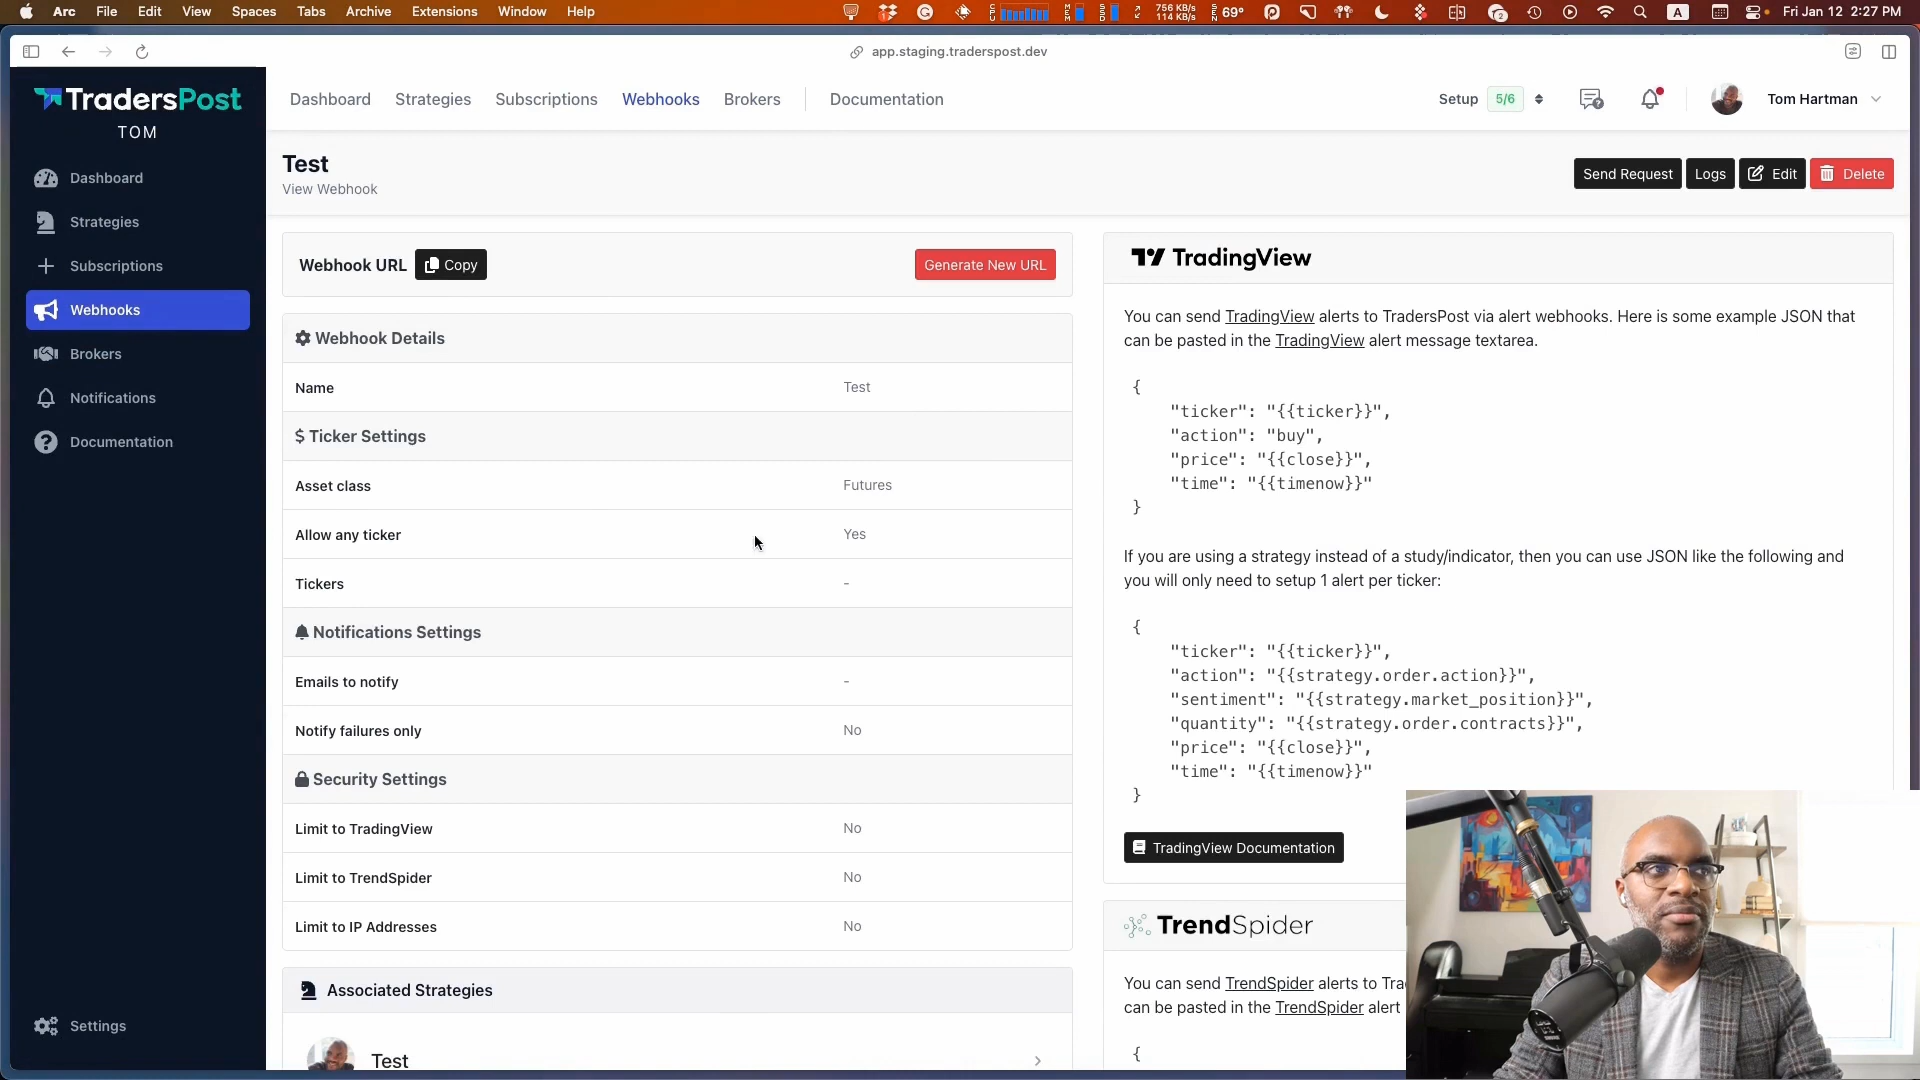 Arc File Edit View Spaces Tabs Archive Extensions Window Help
756 KB/s
114 KB/s
69°
Fri Jan 12 2:27 PM
app.staging.traderspost.dev
TradersPost
TOM
Dashboard
Strategies
Subscriptions
Webhooks
Brokers
Notifications
Documentation
Settings
Dashboard Strategies Subscriptions Webhooks Brokers Documentation
Setup 5/6
Tom Hartman
Test
View Webhook
Send Request Logs Edit Delete
Webhook URL Copy Generate New URL
Webhook Details
Name Test
$ Ticker Settings
Asset class Futures
Allow any ticker Yes
Tickers -
Notifications Settings
Emails to notify -
Notify failures only No
Security Settings
Limit to TradingView No
Limit to TrendSpider No
Limit to IP Addresses No
Associated Strategies
Test
TradingView
You can send TradingView alerts to TradersPost via alert webhooks. Here is some example JSON that
can be pasted in the TradingView alert message textarea.
{
"ticker": "{{ticker}}",
"action": "buy",
"price": "{{close}}",
"time": "{{timenow}}"
}
If you are using a strategy instead of a study/indicator, then you can use JSON like the following and
you will only need to setup 1 alert per ticker:
{
"ticker": "{{ticker}}",
"action": "{{strategy.order.action}}",
"sentiment": "{{strategy.market_position}}",
"quantity": "{{strategy.order.contracts}}",
"price": "{{close}}",
"time": "{{timenow}}"
}
TradingView Documentation
TrendSpider
You can send TrendSpider alerts to Tra
can be pasted in the TrendSpider alert
{